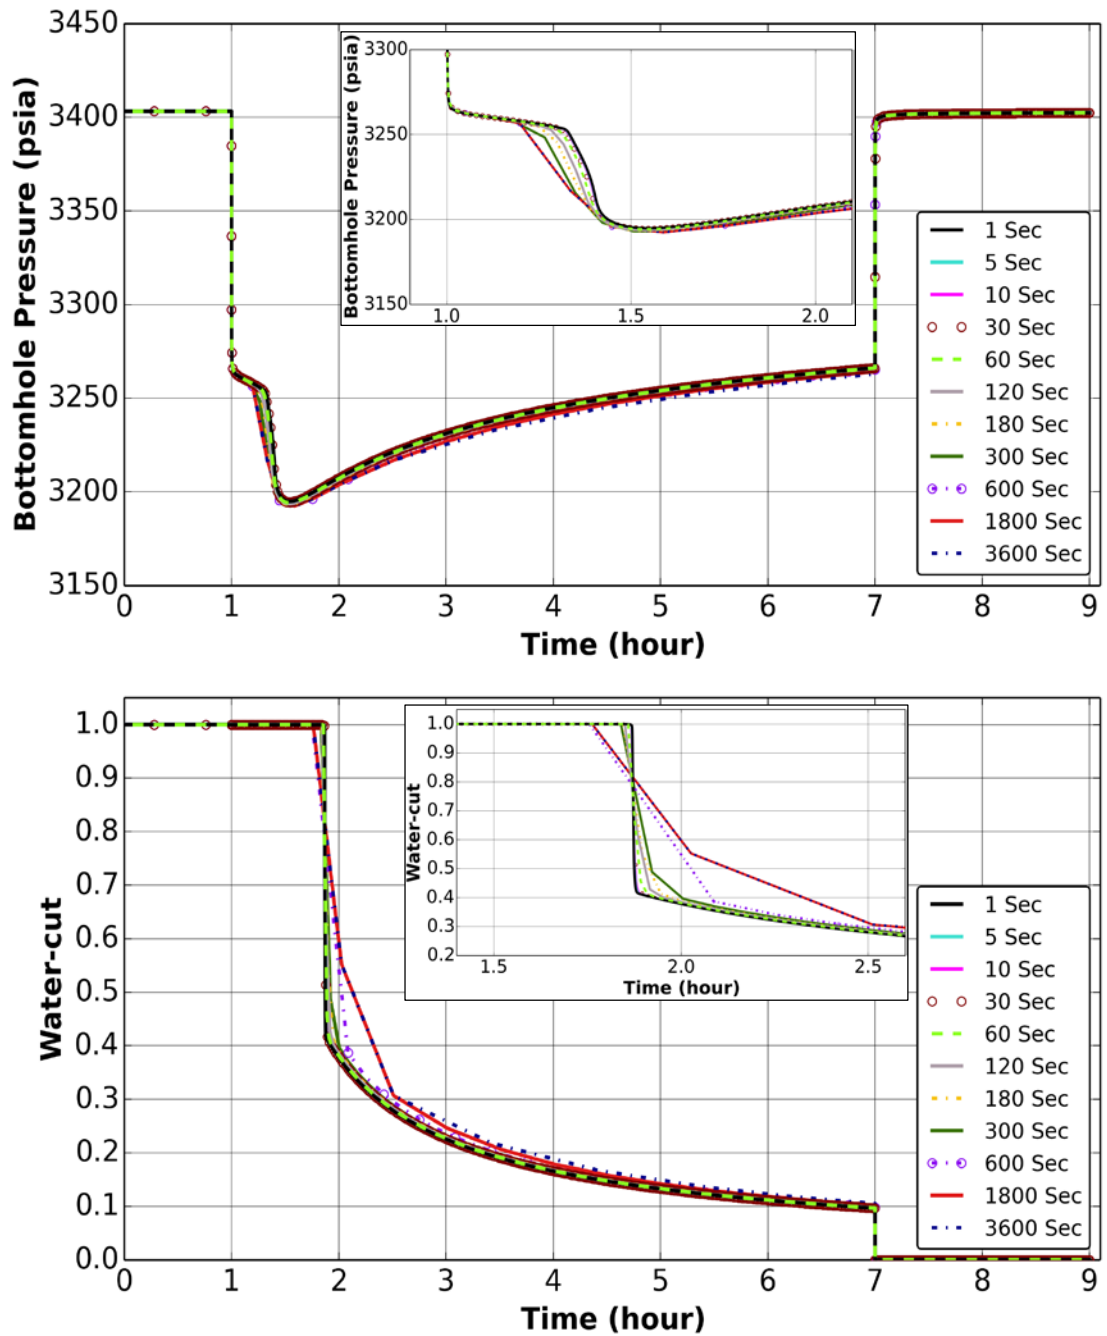 3450
3400
3350
3300
3250
3200
3150
Bottomhole Pressure (psia)
0 1 2 3 4 5 6 7 8 9
Time (hour)
3300
3250
3200
3150
Bottomhole Pressure (psia)
1.0 1.5 2.0
1 Sec
5 Sec
10 Sec
30 Sec
60 Sec
120 Sec
180 Sec
300 Sec
600 Sec
1800 Sec
3600 Sec
1.0
0.9
0.8
0.7
0.6
0.5
0.4
0.3
0.2
0.1
0.0
Water-cut
0 1 2 3 4 5 6 7 8 9
Time (hour)
1.0
0.9
0.8
0.7
0.6
0.5
0.4
0.3
0.2
Water-cut
1.5 2.0 2.5
Time (hour)
1 Sec
5 Sec
10 Sec
30 Sec
60 Sec
120 Sec
180 Sec
300 Sec
600 Sec
1800 Sec
3600 Sec